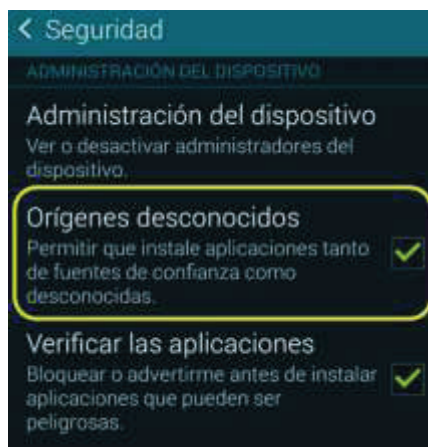 < Seguridad
ADMINISTRACIÓN DEL DISPOSITIVO
Administración del dispositivo
Ver o desactivar administradores del
dispositivo.
Orígenes desconocidos
Permitir que instale aplicaciones tanto
de fuentes de confianza como
desconocidas.
Verificar las aplicaciones
Bloquear o advertirme antes de instalar
aplicaciones que pueden ser
peligrosas.